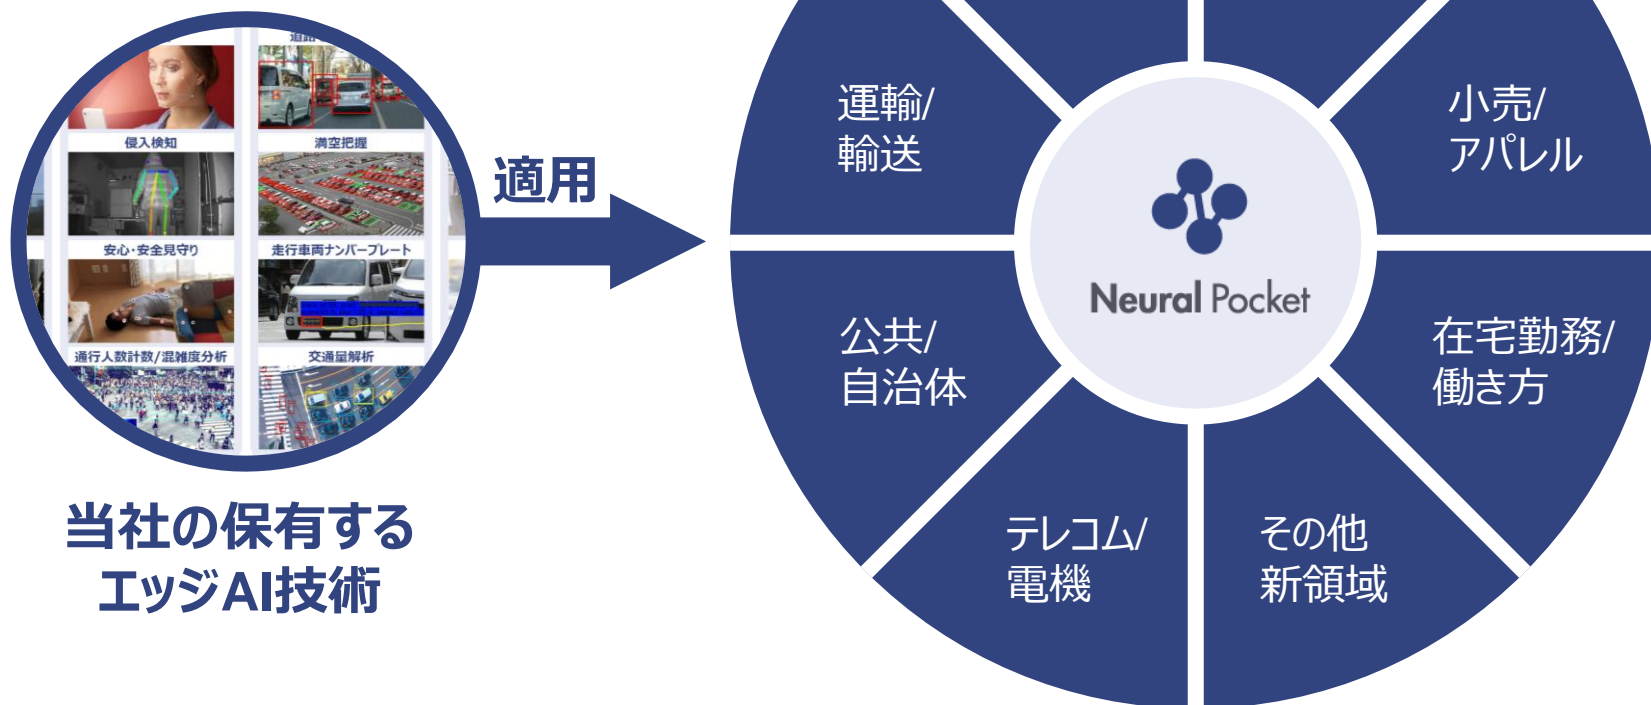 侵入検知
満空把握
安心・安全見守り
走行車両ナンバープレート
通行人数計数/混雑度分析
交通量解析
当社の保有する
エッジAI技術
適用
運輸/
輸送
小売/
アパレル
Neural Pocket
公共/
自治体
在宅勤務/
働き方
テレコム/
電機
その他
新領域